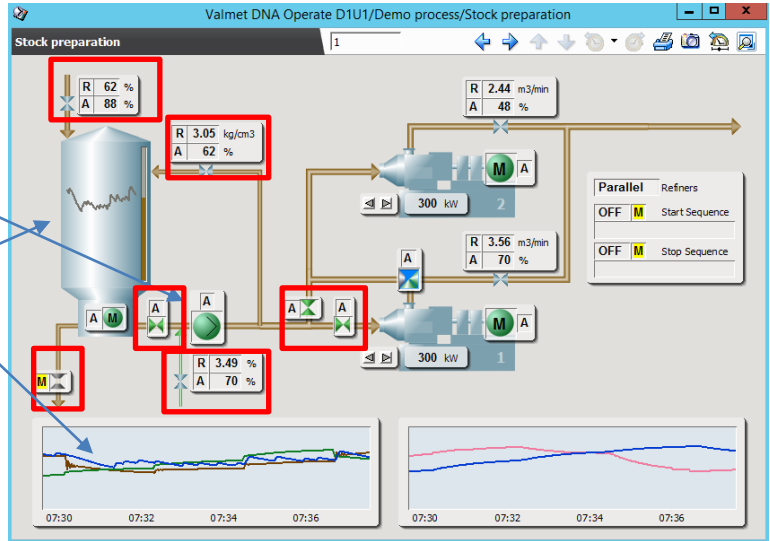 Valmet DNA Operate D1U1/Demo process/Stock preparation
Stock preparation
1
R 62 %
A 88 %
R 3.05 kg/cm3
A 62 %
R 2.44 m3/min
A 48 %
M A
300 kW 2
Parallel Refiners
OFF M Start Sequence
OFF M Stop Sequence
R 3.56 m3/min
A 70 %
A
A M
A
A
A
A
M A
300 kW 1
R 3.49 %
A 70 %
M
07:30 07:32 07:34 07:36
07:30 07:32 07:34 07:36